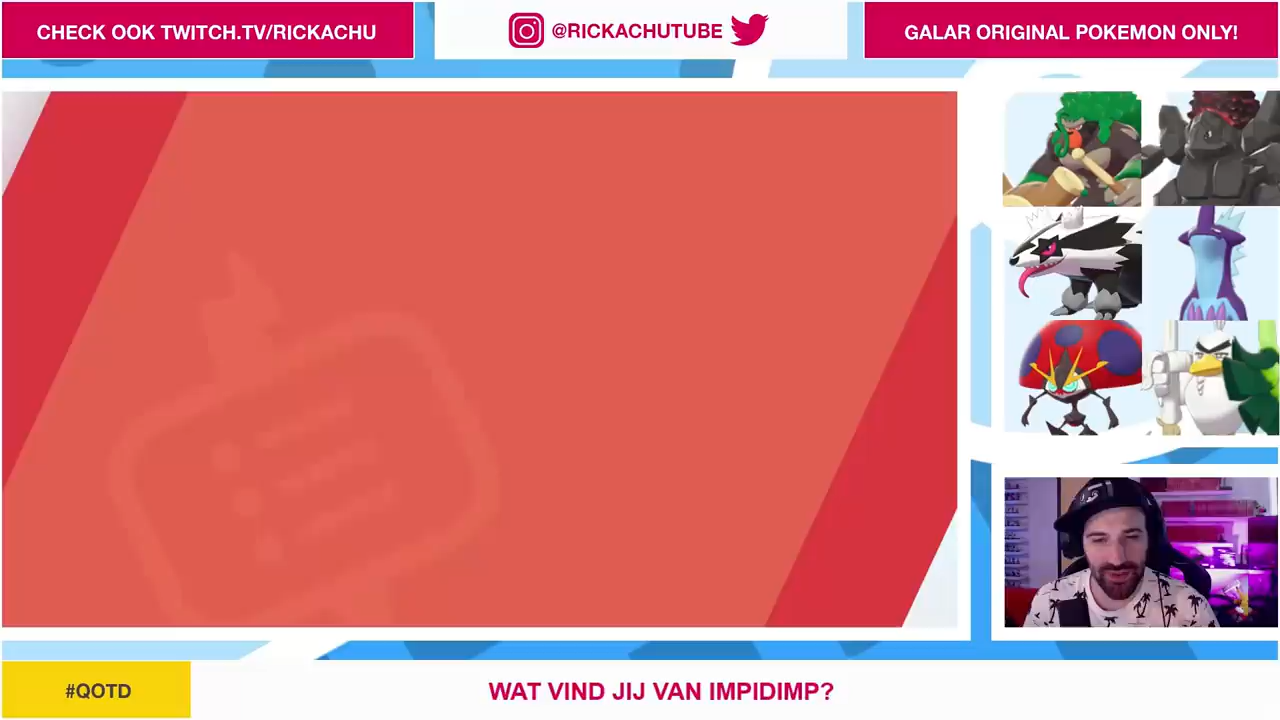 CHECK OOK TWITCH.TV/RICKACHU
@RICKACHUTUBE
GALAR ORIGINAL POKEMON ONLY!
#QOTD
WAT VIND JIJ VAN IMPIDIMP?